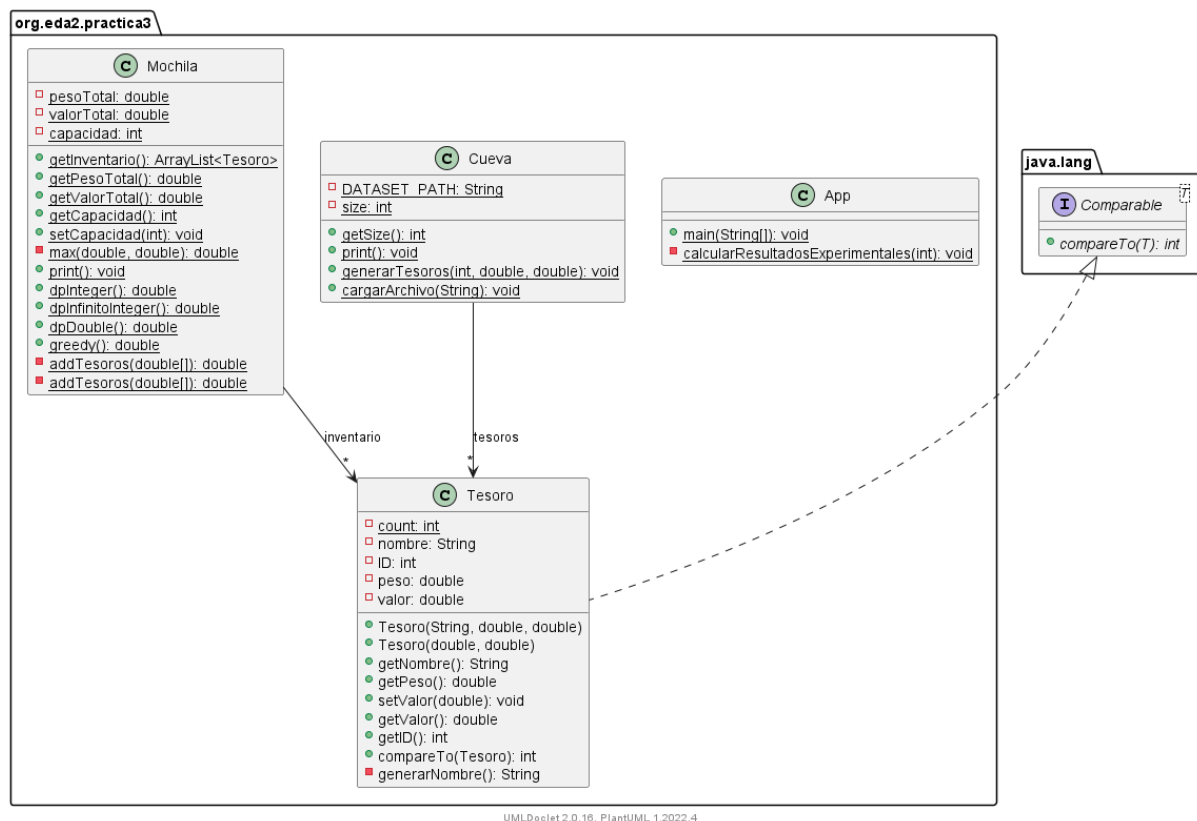 org.eda2.practica3
C Mochila
pesoTotal: double
valorTotal: double
capacidad: int
getInventario(): ArrayList<Tesoro>
getPesoTotal(): double
getValorTotal(): double
getCapacidad(): int
setCapacidad(int): void
max(double, double): double
print(): void
dpInteger(): double
dpInfinitoInteger(): double
dpDouble(): double
greedy(): double
addTesoros(double[]): double
addTesoros(double[]): double
C Cueva
DATASET_PATH: String
size: int
getSize(): int
print(): void
generarTesoros(int, double, double): void
cargarArchivo(String): void
C App
main(String[]): void
calcularResultadosExperimentales(int): void
java.lang
I Comparable
T
compareTo(T): int
inventario
*
tesoros
*
C Tesoro
count: int
nombre: String
ID: int
peso: double
valor: double
Tesoro(String, double, double)
Tesoro(double, double)
getNombre(): String
getPeso(): double
setValor(double): void
getValor(): double
getID(): int
compareTo(Tesoro): int
generarNombre(): String
UMLDoclet 2.0.16, PlantUML 1.2022.4